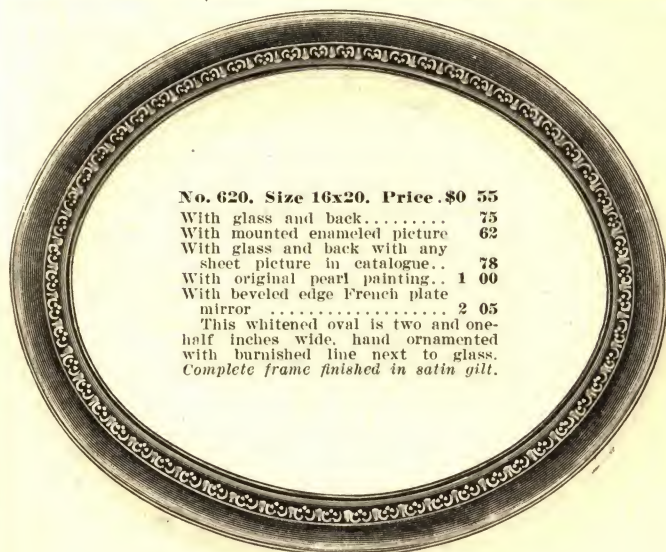 No. 620. Size 16x20. Price.$0 55
With glass and back......... 75
With mounted enameled picture 62
With glass and back with any
sheet picture in catalogue.. 78
With original pearl painting.. 1 00
With beveled edge French plate
mirror .................... 2 05
This whitened oval is two and one-
half inches wide, hand ornamented
with burnished line next to glass.
Complete frame finished in satin gilt.